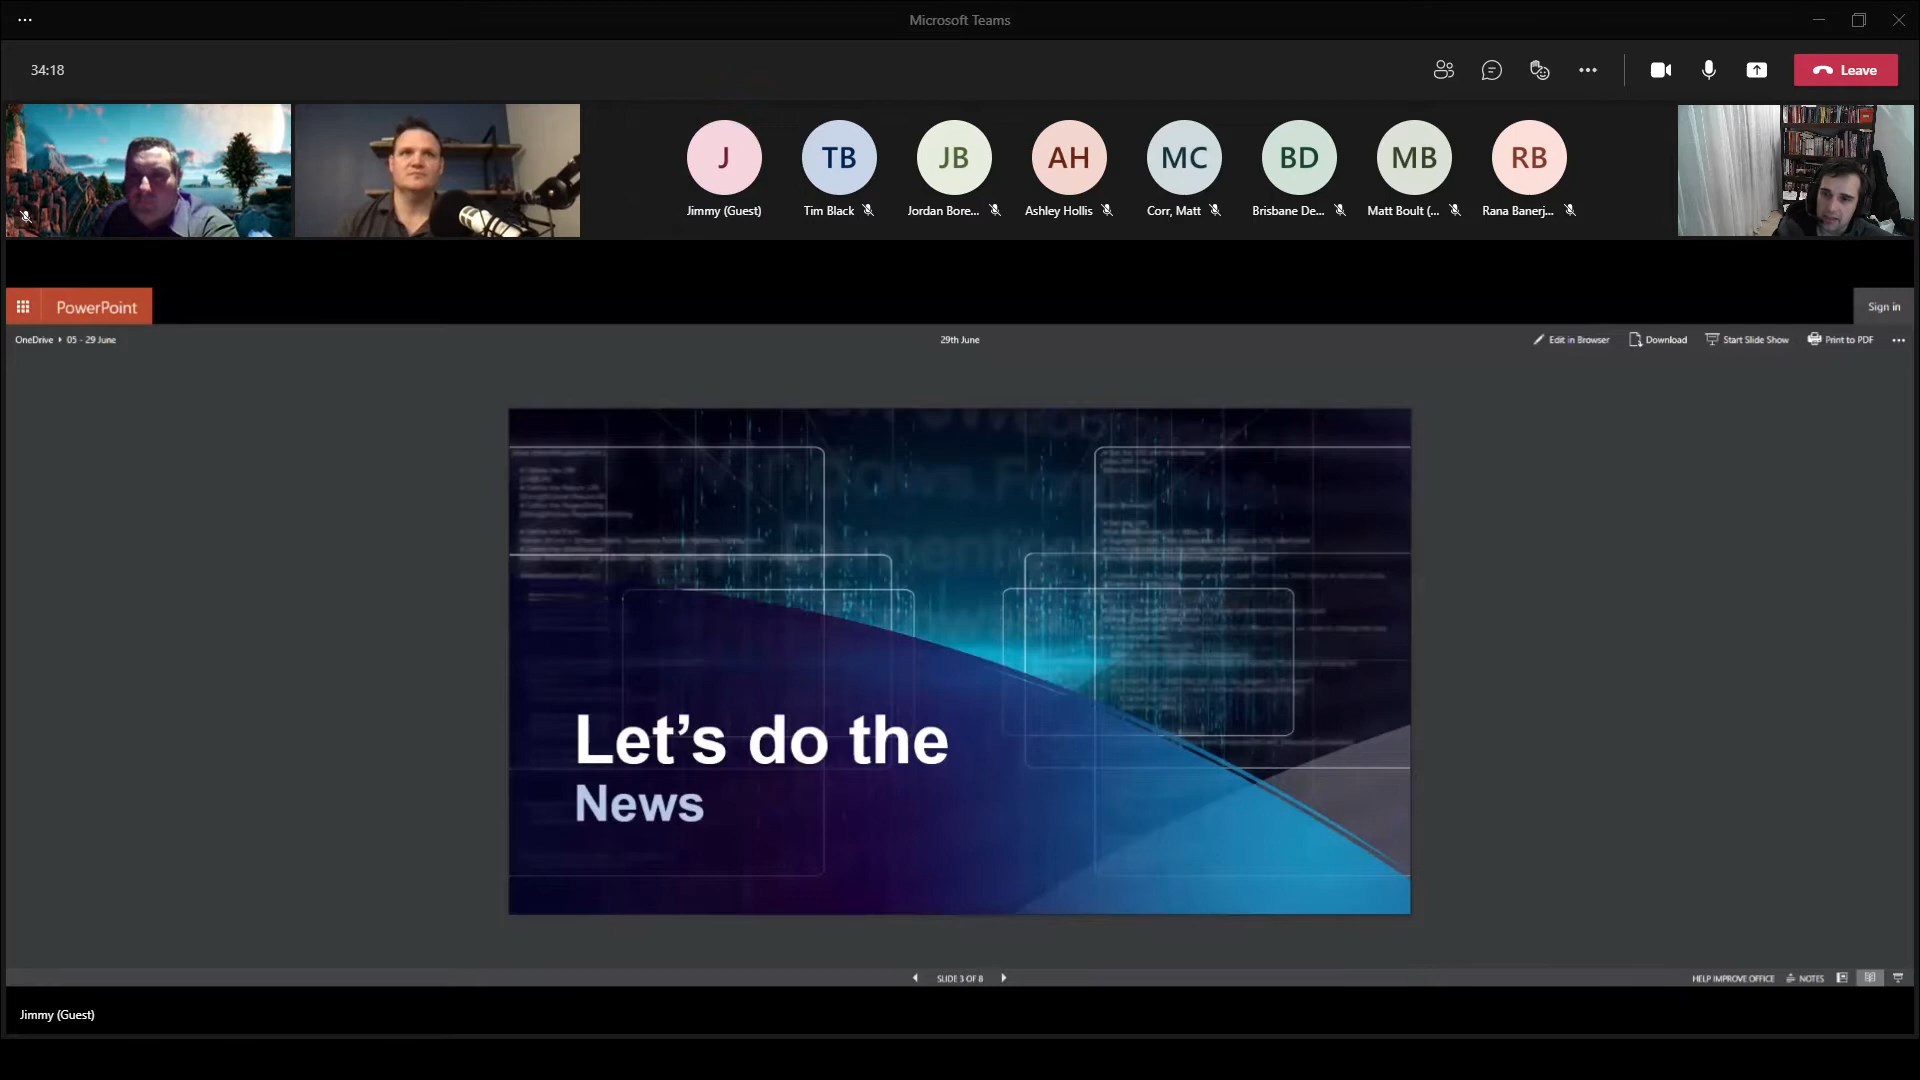 Microsoft Teams
34:18
Leave
J
TB
JB
AH
MC
BD
MB
RB
Jimmy (Guest)
Tim Black
Jordan Bore...
Ashley Hollis
Corr, Matt
Brisbane De...
Matt Boult (...
Rana Banerj...
PowerPoint
Sign in
OneDrive 05 - 29 June
29th June
Edit in Browser
Download
Start Slide Show
Print to PDF
Let's do the
News
SLIDE 3 OF 8
HELP IMPROVE OFFICE
NOTES
Jimmy (Guest)